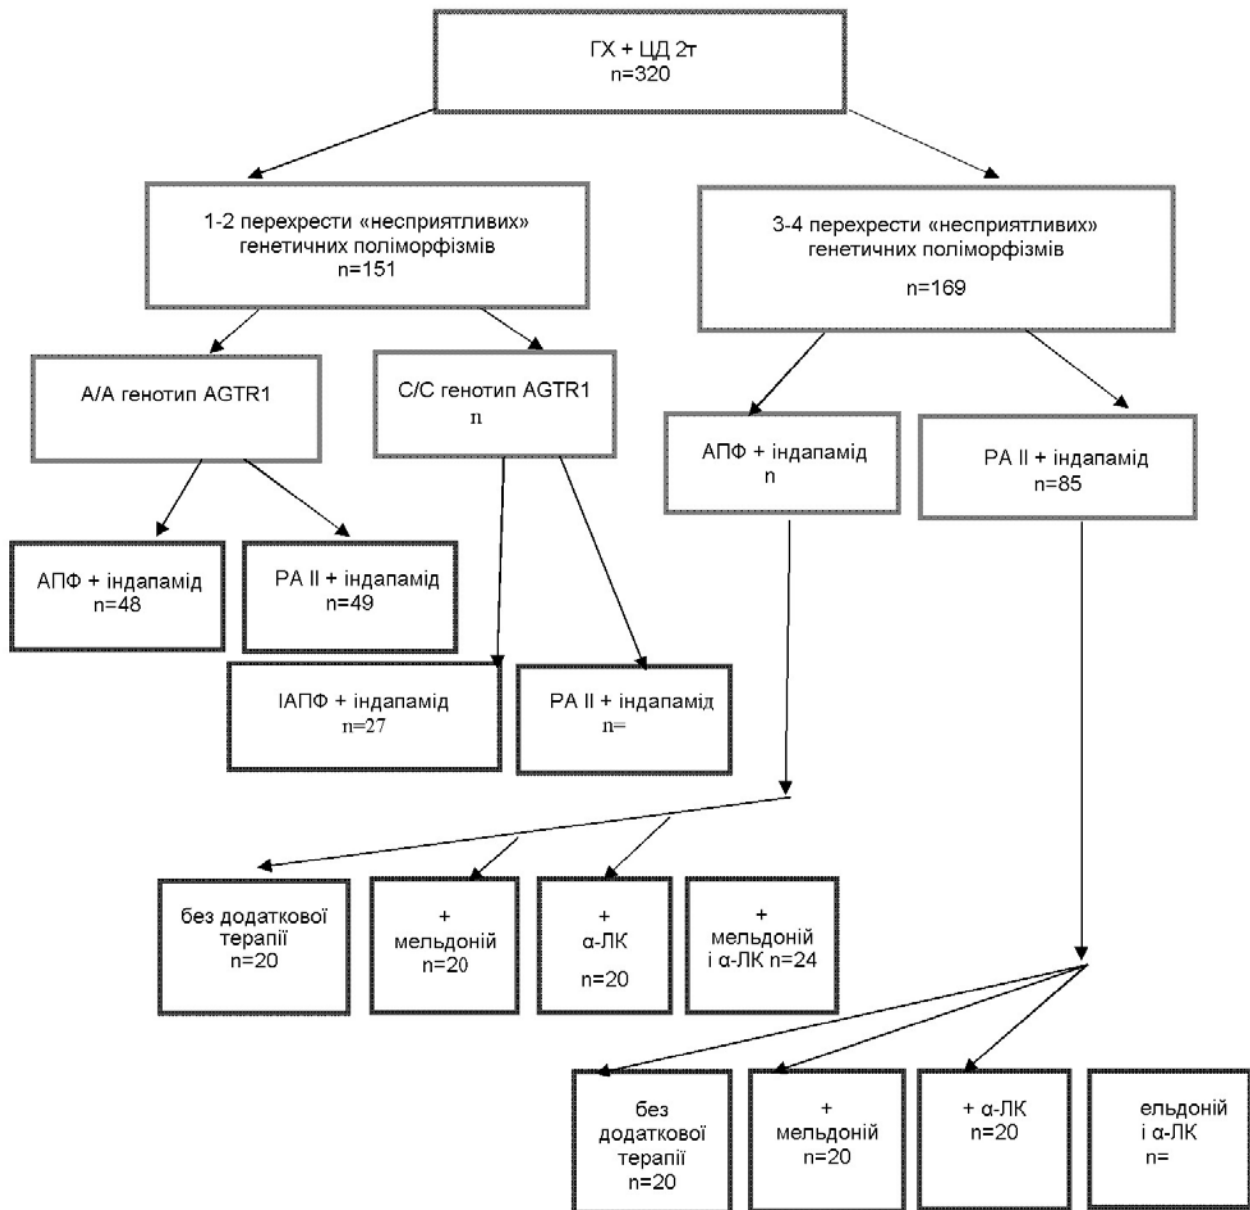 ГХ + ЦД 2т
n=320
1-2 перехрести «несприятливих»
генетичних поліморфізмів
n=151
3-4 перехрести «несприятливих»
генетичних поліморфізмів
n=169
А/А генотип AGTR1
С/С генотип AGTR1
n
АПФ + індапамід
n
РА II + індапамід
n=85
АПФ + індапамід
n=48
РА II + індапамід
n=49
ІАПФ + індапамід
n=27
РА II + індапамід
n=
без додаткової
терапії
n=20
+
мельдоній
n=20
+
α-ЛК
n=20
+
мельдоній
і α-ЛК n=24
без
додаткової
терапії
n=20
+
мельдоній
n=20
+ α-ЛК
n=20
ельдоній
і α-ЛК
n=